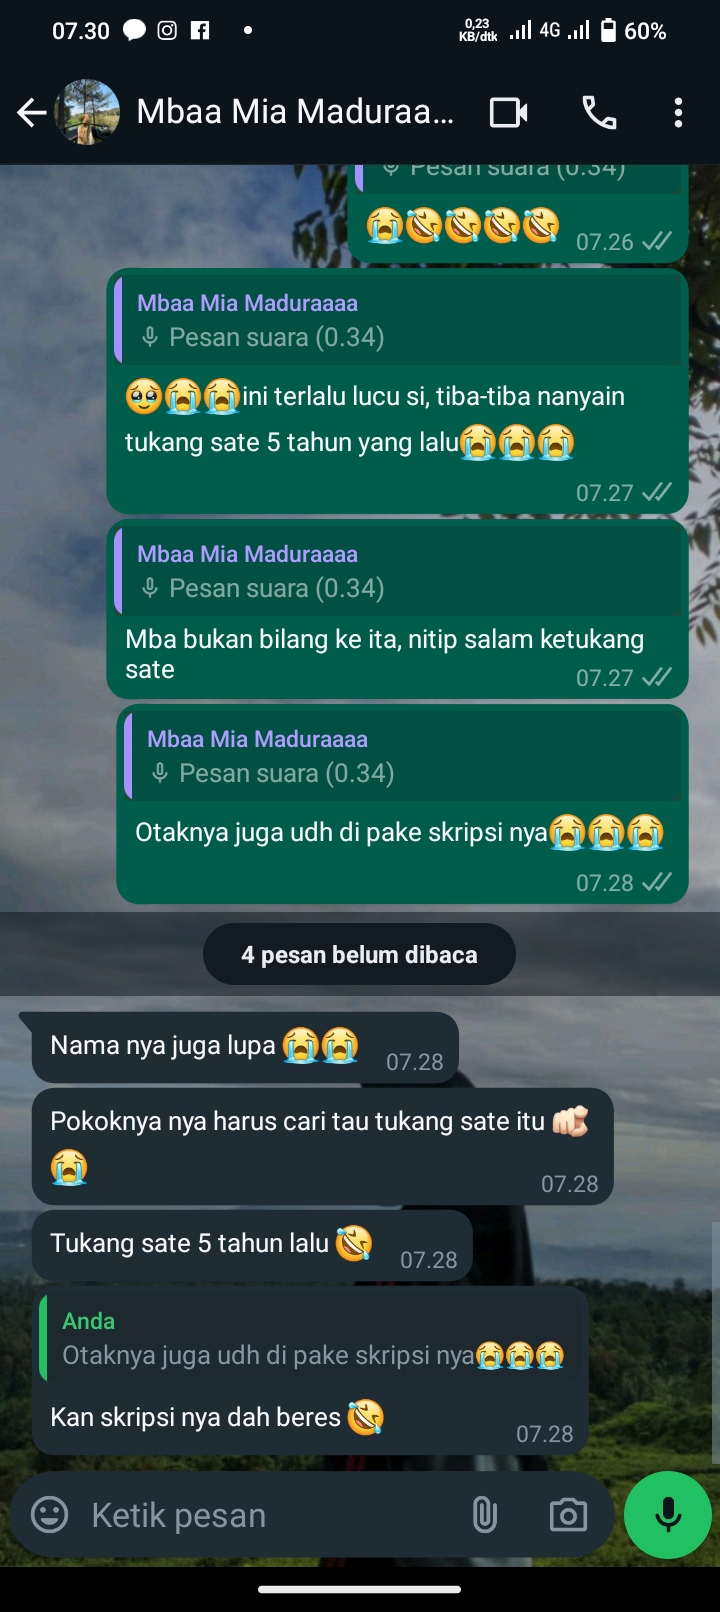 07.30
0,23
KB/dtk
4G
60%
Mbaa Mia Maduraa...
Pesan suara (0.34)
😭🤣🤣🤣🤣 07.26
Mbaa Mia Maduraaaa
Pesan suara (0.34)
🥹😭😭ini terlalu lucu si, tiba-tiba nanyain
tukang sate 5 tahun yang lalu😭😭😭
07.27
Mbaa Mia Maduraaaa
Pesan suara (0.34)
Mba bukan bilang ke ita, nitip salam ketukang
sate
07.27
Mbaa Mia Maduraaaa
Pesan suara (0.34)
Otaknya juga udh di pake skripsi nya😭😭😭
07.28
4 pesan belum dibaca
Nama nya juga lupa 😭😭 07.28
Pokoknya nya harus cari tau tukang sate itu 🫵🏻
😭
07.28
Tukang sate 5 tahun lalu 🤣 07.28
Anda
Otaknya juga udh di pake skripsi nya😭😭😭
Kan skripsi nya dah beres 🤣
07.28
Ketik pesan